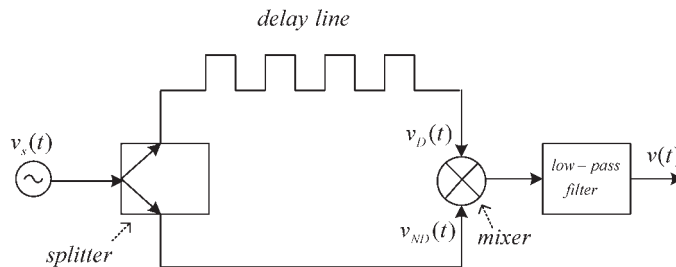 delay line
v_s(t)
v_D(t)
low-pass
filter
v(t)
v_ND(t)
mixer
splitter